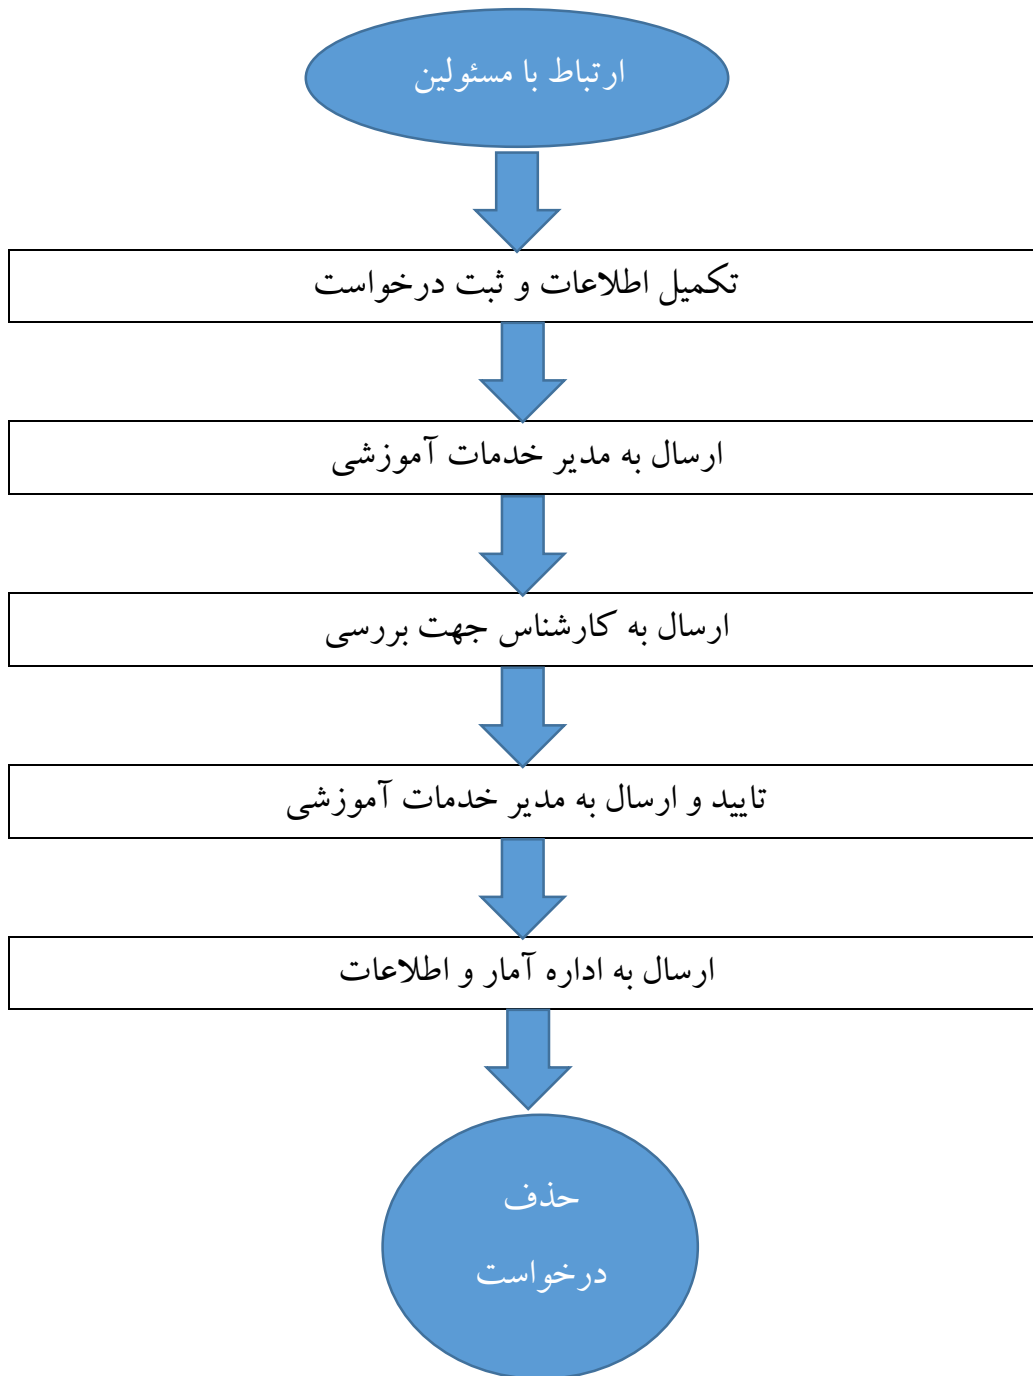 ارتباط با مسئولین
تکمیل اطلاعات و ثبت درخواست
ارسال به مدیر خدمات آموزشی
ارسال به کارشناس جهت بررسی
تایید و ارسال به مدیر خدمات آموزشی
ارسال به اداره آمار و اطلاعات
حذف
درخواست